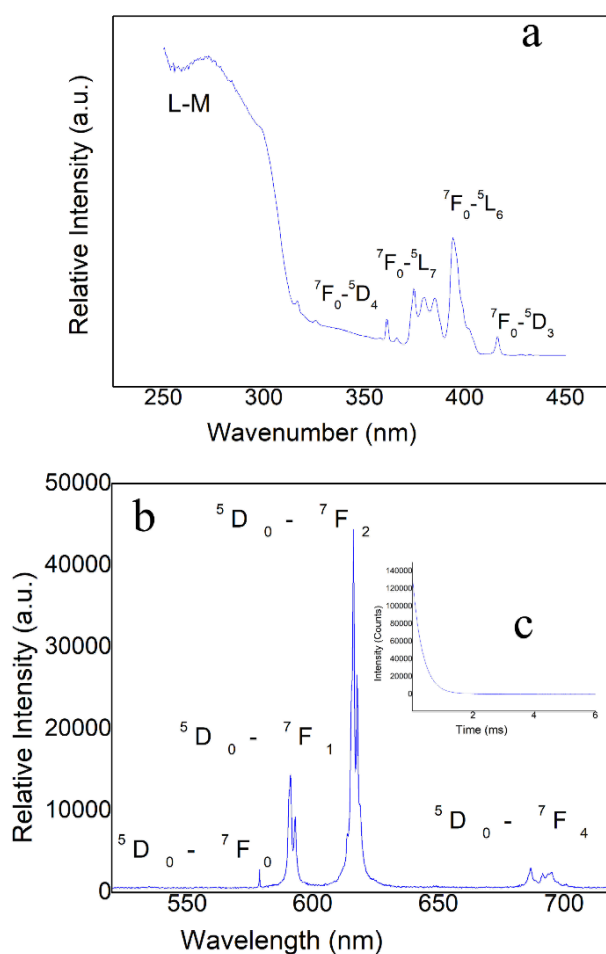 a
Relative Intensity (a.u.)
L-M
⁷F₀-⁵L₆
⁷F₀-⁵L₇
⁷F₀-⁵D₄
⁷F₀-⁵D₃
250 300 350 400 450
Wavenumber (nm)
b
Relative Intensity (a.u.)
50000
40000
30000
20000
10000
0
⁵D₀ - ⁷F₂
⁵D₀ - ⁷F₁
⁵D₀ - ⁷F₀
⁵D₀ - ⁷F₄
c
Intensity (Counts)
140000
120000
100000
80000
60000
40000
20000
0
2 4 6
Time (ms)
550 600 650 700
Wavelength (nm)